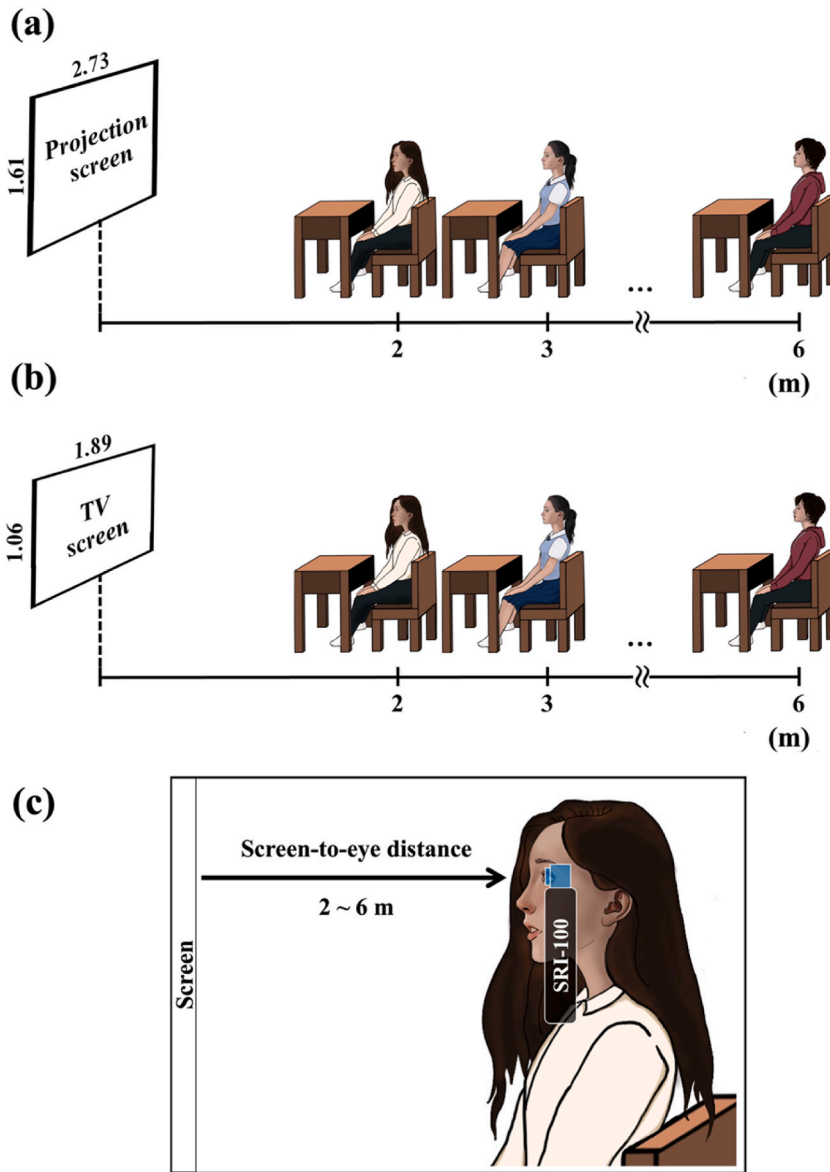 (a)
2.73
1.61
Projection
screen
...
2
3
6
(m)
(b)
1.89
1.06
TV
screen
...
2
3
6
(m)
(c)
Screen
Screen-to-eye distance
2 ~ 6 m
SRI-100